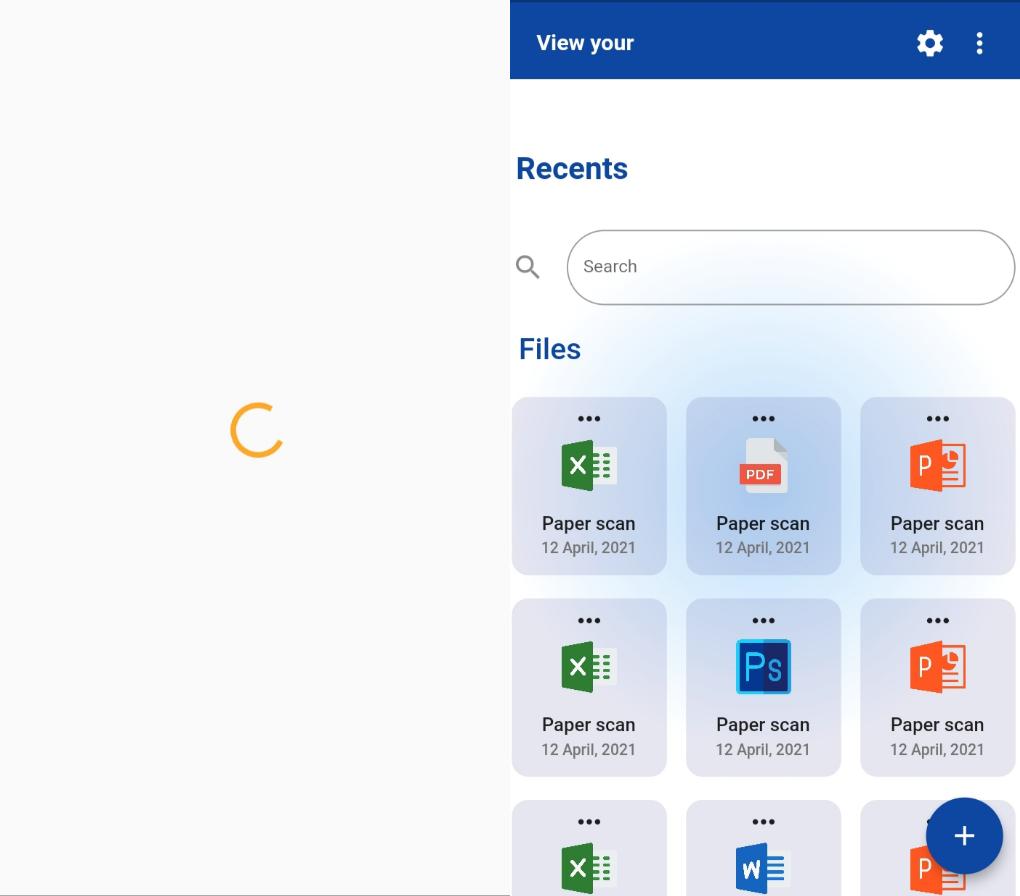 View your
Recents
Search
Files
X PDF P
Paper scan Paper scan Paper scan
12 April, 2021 12 April, 2021 12 April, 2021
X Ps P
Paper scan Paper scan Paper scan
12 April, 2021 12 April, 2021 12 April, 2021
X W P